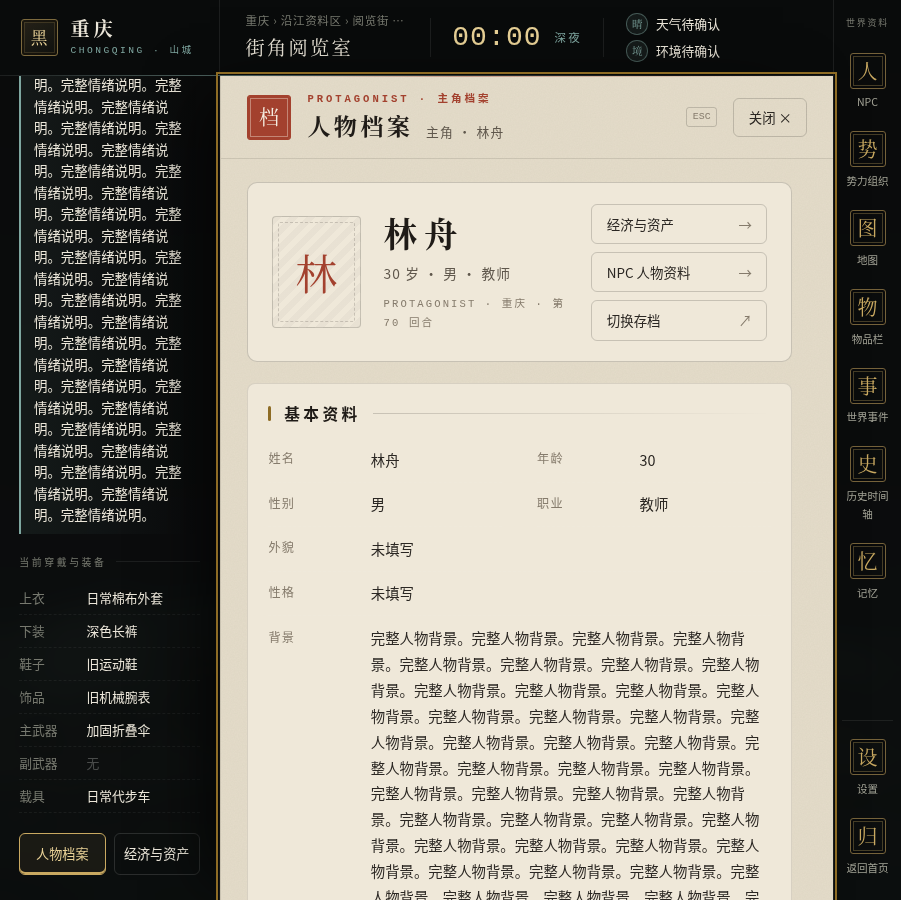 黑
重庆
CHONGQING · 山城
重庆 › 沿江资料区 › 阅览街 ···
街角阅览室
00:00 深夜
晴 天气待确认
境 环境待确认
世界资料
人
NPC
势
势力组织
图
地图
物
物品栏
事
世界事件
史
历史时间
轴
忆
记忆
设
设置
归
返回首页
明。完整情绪说明。完整
情绪说明。完整情绪说
明。完整情绪说明。完整
情绪说明。完整情绪说
明。完整情绪说明。完整
情绪说明。完整情绪说
明。完整情绪说明。完整
情绪说明。完整情绪说
明。完整情绪说明。完整
情绪说明。完整情绪说
明。完整情绪说明。完整
情绪说明。完整情绪说
明。完整情绪说明。完整
情绪说明。完整情绪说
明。完整情绪说明。完整
情绪说明。完整情绪说
明。完整情绪说明。完整
情绪说明。完整情绪说
明。完整情绪说明。完整
情绪说明。完整情绪说
明。完整情绪说明。
当前穿戴与装备
上衣 日常棉布外套
下装 深色长裤
鞋子 旧运动鞋
饰品 旧机械腕表
主武器 加固折叠伞
副武器 无
载具 日常代步车
人物档案 经济与资产
档
PROTAGONIST · 主角档案
人物档案 主角 · 林舟
ESC 关闭 ×
林
林舟
30 岁 · 男 · 教师
PROTAGONIST · 重庆 · 第
70 回合
经济与资产 →
NPC 人物资料 →
切换存档 ↗
基本资料
姓名 林舟 年龄 30
性别 男 职业 教师
外貌 未填写
性格 未填写
背景 完整人物背景。完整人物背景。完整人物背景。完整人物背
景。完整人物背景。完整人物背景。完整人物背景。完整人物
背景。完整人物背景。完整人物背景。完整人物背景。完整人
物背景。完整人物背景。完整人物背景。完整人物背景。完整
人物背景。完整人物背景。完整人物背景。完整人物背景。完
整人物背景。完整人物背景。完整人物背景。完整人物背景。
完整人物背景。完整人物背景。完整人物背景。完整人物背
景。完整人物背景。完整人物背景。完整人物背景。完整人物
背景。完整人物背景。完整人物背景。完整人物背景。完整人
物背景。完整人物背景。完整人物背景。完整人物背景。完整
人物背景。完整人物背景。完整人物背景。完整人物背景。完